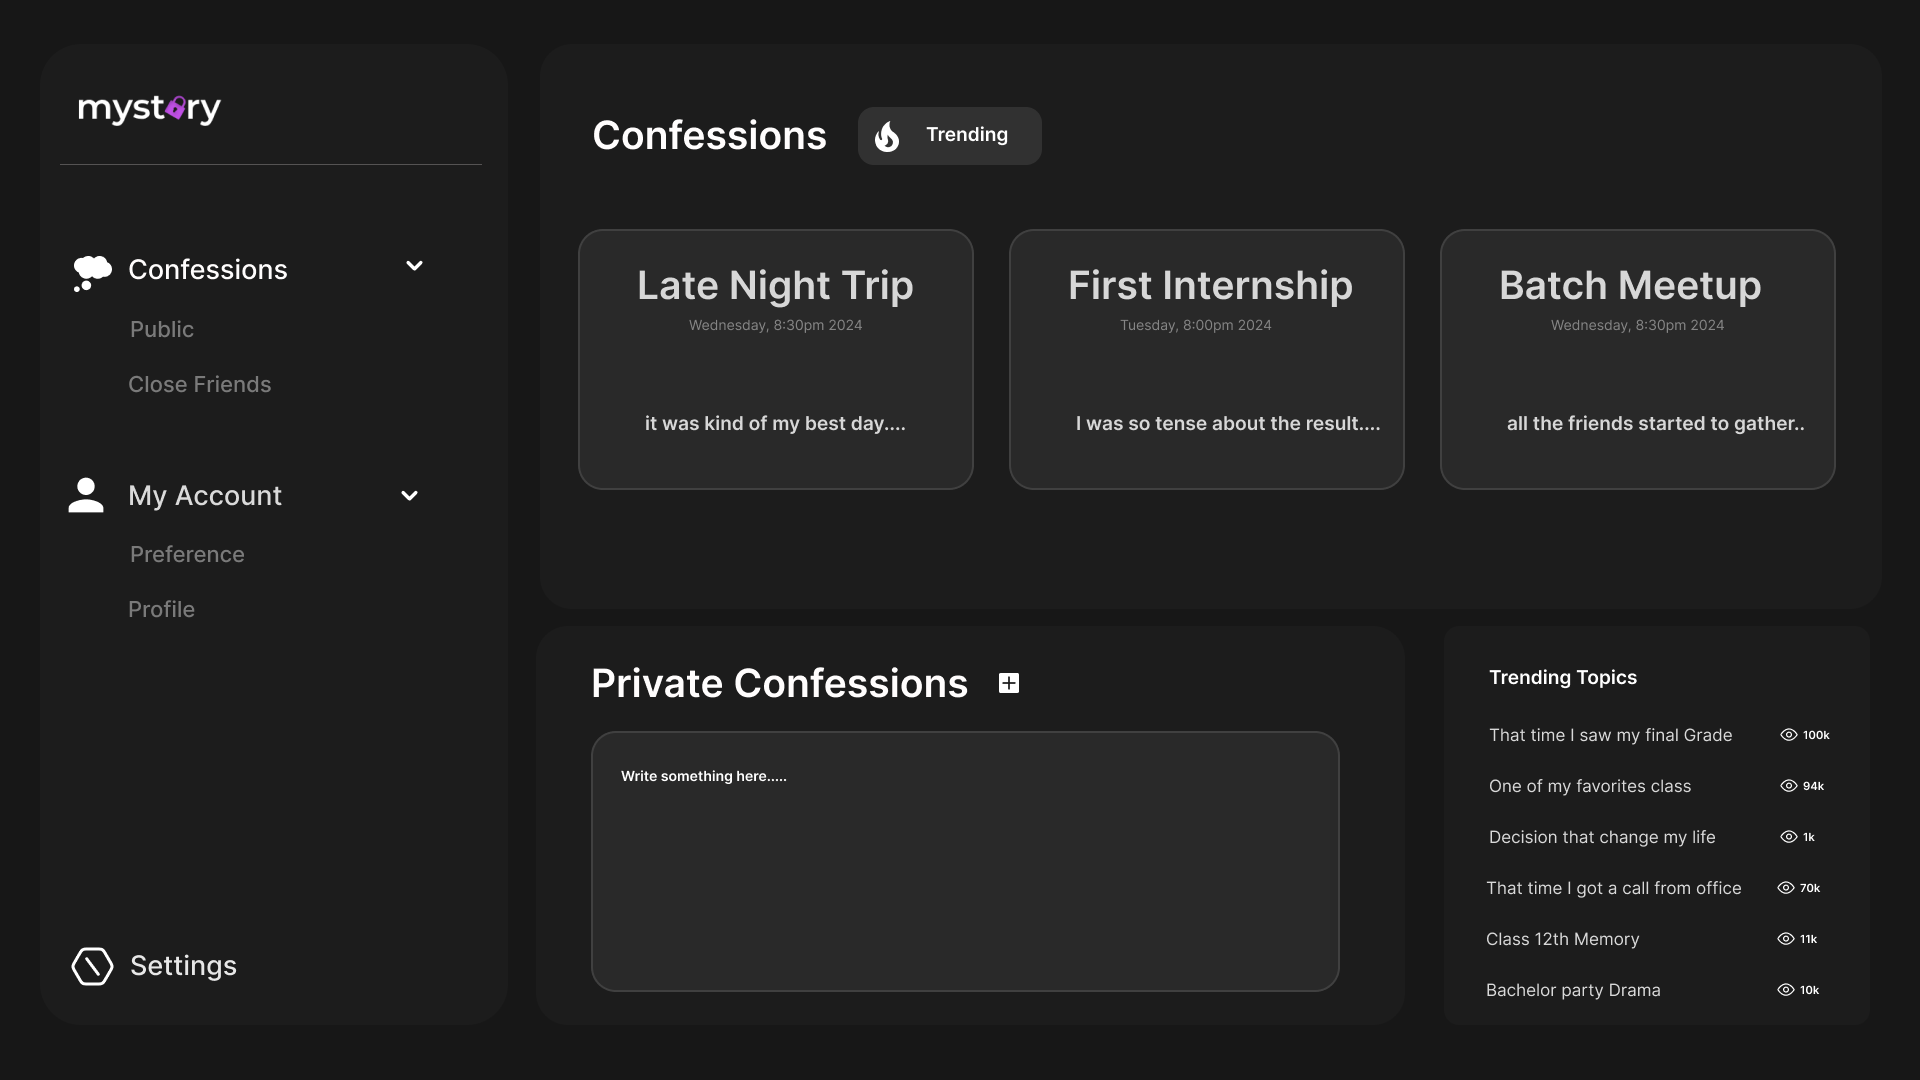 mystory
Confessions
Public
Close Friends
My Account
Preference
Profile
Settings
Confessions
Trending
Late Night Trip
Wednesday, 8:30pm 2024
it was kind of my best day....
First Internship
Tuesday, 8:00pm 2024
I was so tense about the result....
Batch Meetup
Wednesday, 8:30pm 2024
all the friends started to gather..
Private Confessions
Write something here.....
Trending Topics
That time I saw my final Grade 100k
One of my favorites class 94k
Decision that change my life 1k
That time I got a call from office 70k
Class 12th Memory 11k
Bachelor party Drama 10k